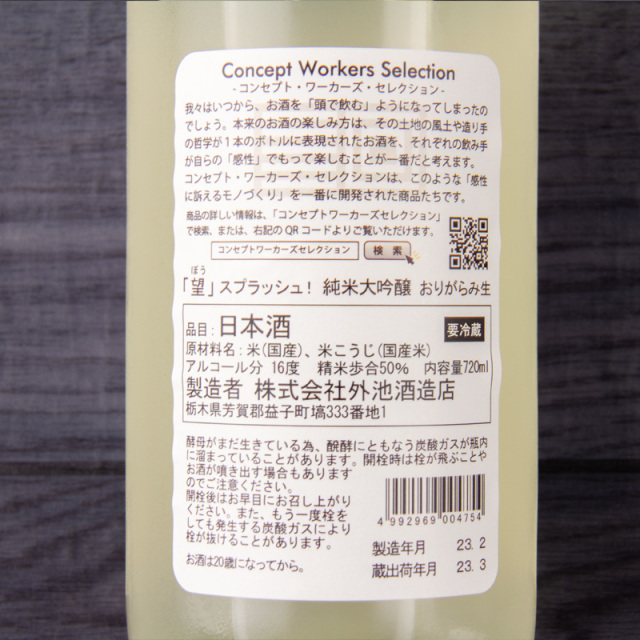 Concept Workers Selection
- コンセプト・ワーカーズ・セレクション -
我々はいつから、お酒を「頭で飲む」ようになってしまったの
でしょう。本来のお酒の楽しみ方は、その土地の風土や造り手
の哲学が1本のボトルに表現されたお酒を、それぞれの飲み手
が自らの「感性」でもって楽しむことが一番だと考えます。
コンセプト・ワーカーズ・セレクションは、このような「感性
に訴えるモノづくり」を一番に開発された商品たちです。
商品の詳しい情報は、「コンセプトワーカーズセレクション」
で検索、または、右記のQRコードよりご覧いただけます。
コンセプトワーカーズセレクション 検索
ぼう
「望」スプラッシュ! 純米大吟醸 おりがらみ生
品目:日本酒 要冷蔵
原材料名:米(国産)、米こうじ(国産米)
アルコール分 16度 精米歩合50% 内容量720ml
製造者 株式会社外池酒造店
栃木県芳賀郡益子町塙333番地1
酵母がまだ生きている為、醗酵にともなう炭酸ガスが瓶内
に溜まっていることがあります。開栓時は栓が飛ぶことや
お酒が噴き出す場合もあります
のでご注意ください。
開栓後はお早目にお召し上がり
ください。また、もう一度栓を
しても発生する炭酸ガスにより
栓が抜けることがあります。
お酒は20歳になってから。
4992969004754
製造年月 23.2
蔵出荷年月 23.3